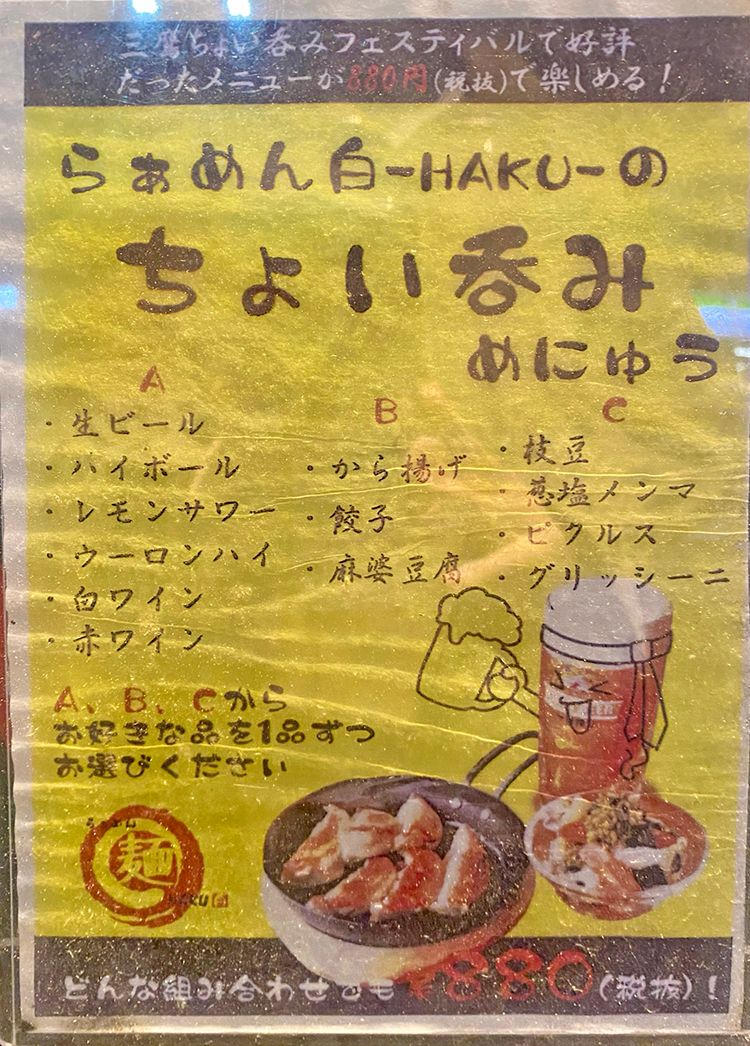 三鷹ちょい呑みフェスティバルで好評
だったメニューが880円(税抜)で楽しめる！
らぁめん 白-HAKU-の
ちょい呑み
めにゅう
A
・生ビール
・ハイボール
・レモンサワー
・ウーロンハイ
・白ワイン
・赤ワイン
B
・から揚げ
・餃子
・麻婆豆腐
C
・枝豆
・葱塩メンマ
・ピクルス
・グリッシーニ
A、B、Cから
お好きな品を1品ずつ
お選びください
らぁめん
麺
HAKU
どんな組み合わせでも¥880(税抜)！